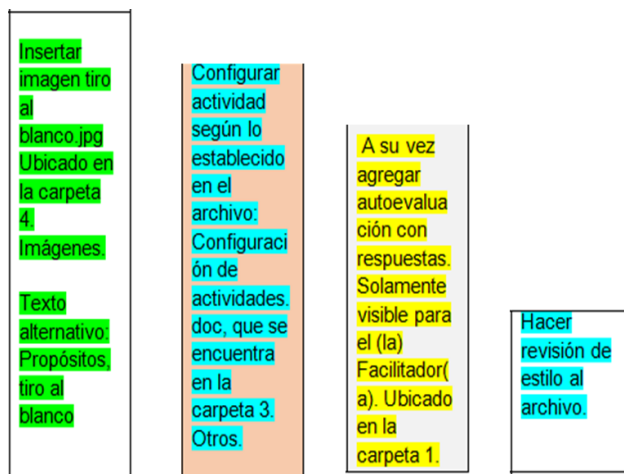 Insertar
imagen tiro
al
blanco.jpg
Ubicado en
la carpeta
4.
Imágenes.
Texto
alternativo:
Propósitos,
tiro al
blanco
Configurar
actividad
según lo
establecido
en el
archivo:
Configuraci
ón de
actividades.
doc, que se
encuentra
en la
carpeta 3.
Otros.
A su vez
agregar
autoevalua
ción con
respuestas.
Solamente
visible para
el (la)
Facilitador(
a). Ubicado
en la
carpeta 1.
Hacer
revisión de
estilo al
archivo.